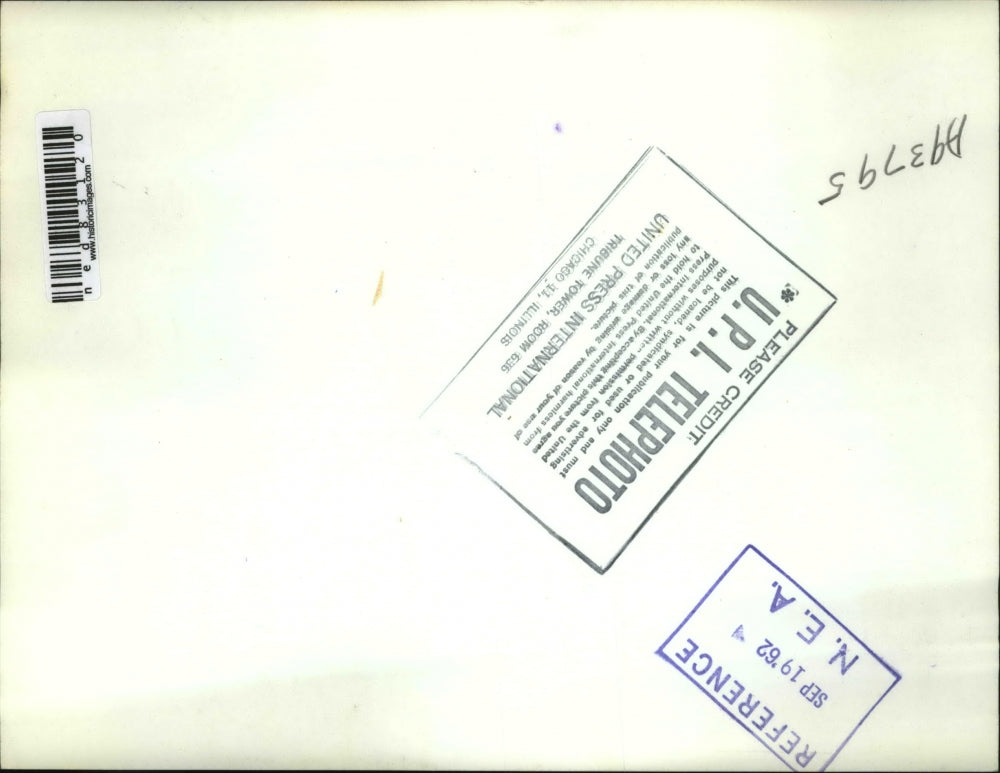 A93795
* PLEASE CREDIT:
U. P. I. TELEPHOTO
This picture is for your publication only and must
not be loaned, syndicated or used for advertising
purposes without permission from the United
Press International. By accepting this picture you agree
to hold the United Press International harmless from
any loss or damage arising by reason of your use of
publication of this picture.
UNITED PRESS INTERNATIONAL
TRIBUNE TOWER, ROOM 636
CHICAGO 11, ILLINOIS
N. E. A.
SEP 19 '62
REFERENCE
ned83120
www.historicimages.com